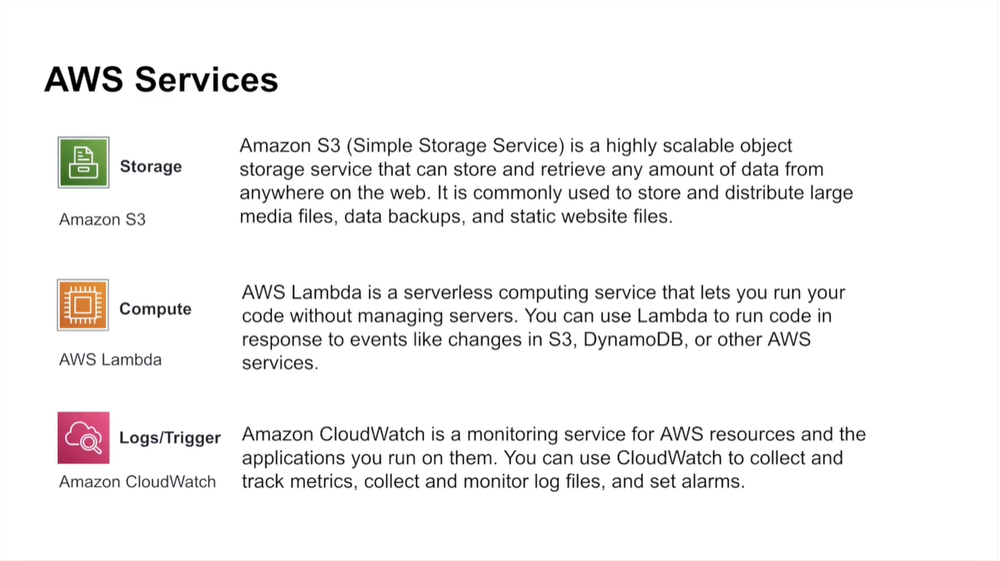 AWS Services
Storage
Amazon S3
Amazon S3 (Simple Storage Service) is a highly scalable object
storage service that can store and retrieve any amount of data from
anywhere on the web. It is commonly used to store and distribute large
media files, data backups, and static website files.
Compute
AWS Lambda
AWS Lambda is a serverless computing service that lets you run your
code without managing servers. You can use Lambda to run code in
response to events like changes in S3, DynamoDB, or other AWS
services.
Logs/Trigger
Amazon CloudWatch
Amazon CloudWatch is a monitoring service for AWS resources and the
applications you run on them. You can use CloudWatch to collect and
track metrics, collect and monitor log files, and set alarms.